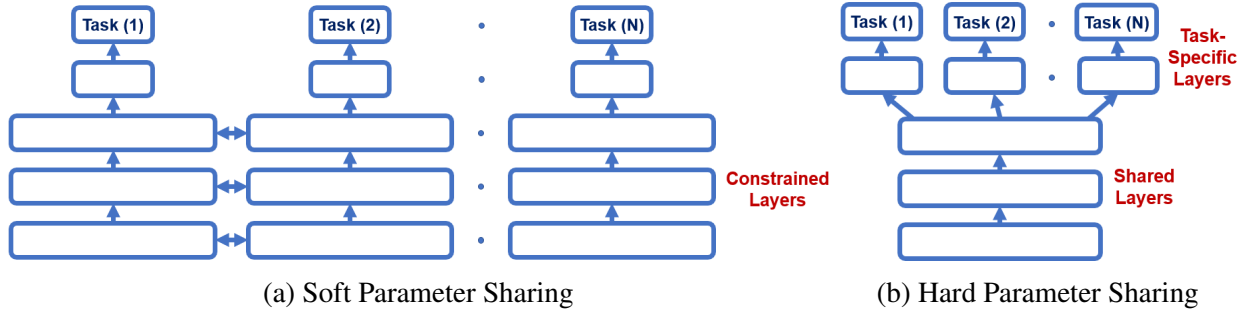 Task (1)
Task (2)
Task (N)
Constrained
Layers
(a) Soft Parameter Sharing
Task (1)
Task (2)
Task (N)
Task-
Specific
Layers
Shared
Layers
(b) Hard Parameter Sharing